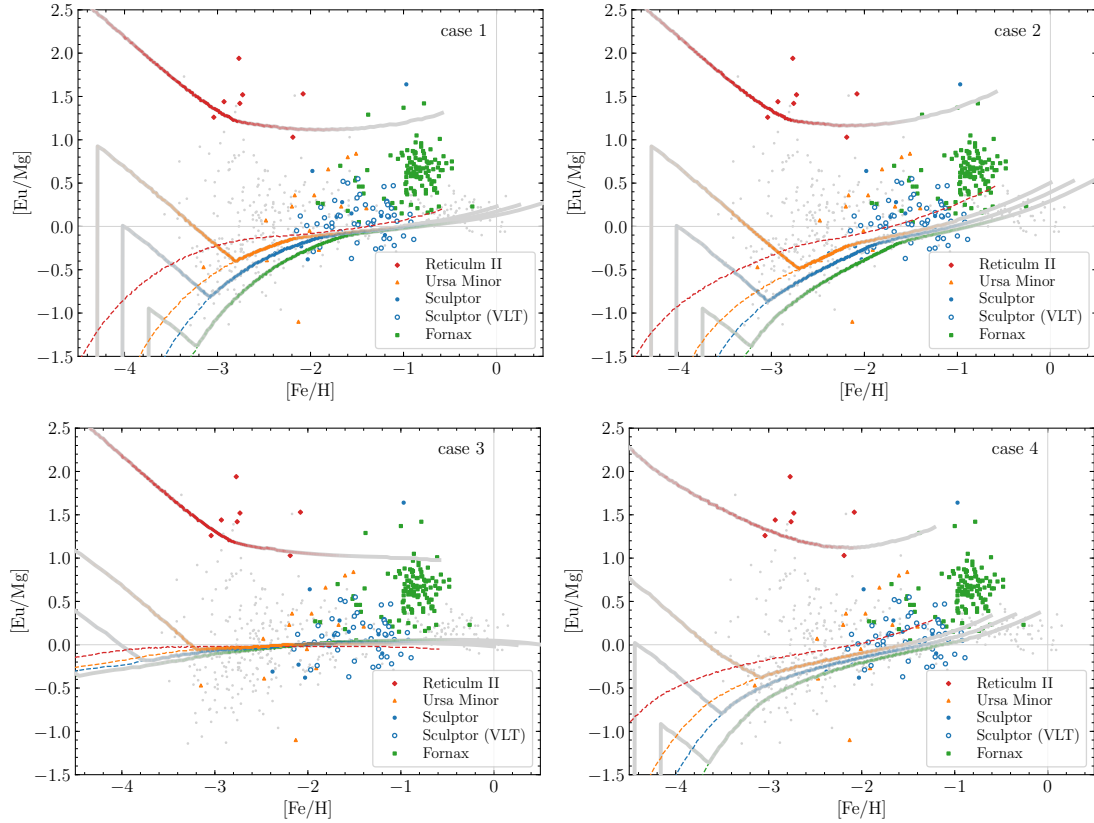 case 1
2.5
2.0
1.5
1.0
0.5
0.0
−0.5
−1.0
−1.5
[Eu/Mg]
Reticulm II
Ursa Minor
Sculptor
Sculptor (VLT)
Fornax
−4
−3
−2
−1
0
[Fe/H]
case 2
2.5
2.0
1.5
1.0
0.5
0.0
−0.5
−1.0
−1.5
[Eu/Mg]
Reticulm II
Ursa Minor
Sculptor
Sculptor (VLT)
Fornax
−4
−3
−2
−1
0
[Fe/H]
case 3
2.5
2.0
1.5
1.0
0.5
0.0
−0.5
−1.0
−1.5
[Eu/Mg]
Reticulm II
Ursa Minor
Sculptor
Sculptor (VLT)
Fornax
−4
−3
−2
−1
0
[Fe/H]
case 4
2.5
2.0
1.5
1.0
0.5
0.0
−0.5
−1.0
−1.5
[Eu/Mg]
Reticulm II
Ursa Minor
Sculptor
Sculptor (VLT)
Fornax
−4
−3
−2
−1
0
[Fe/H]